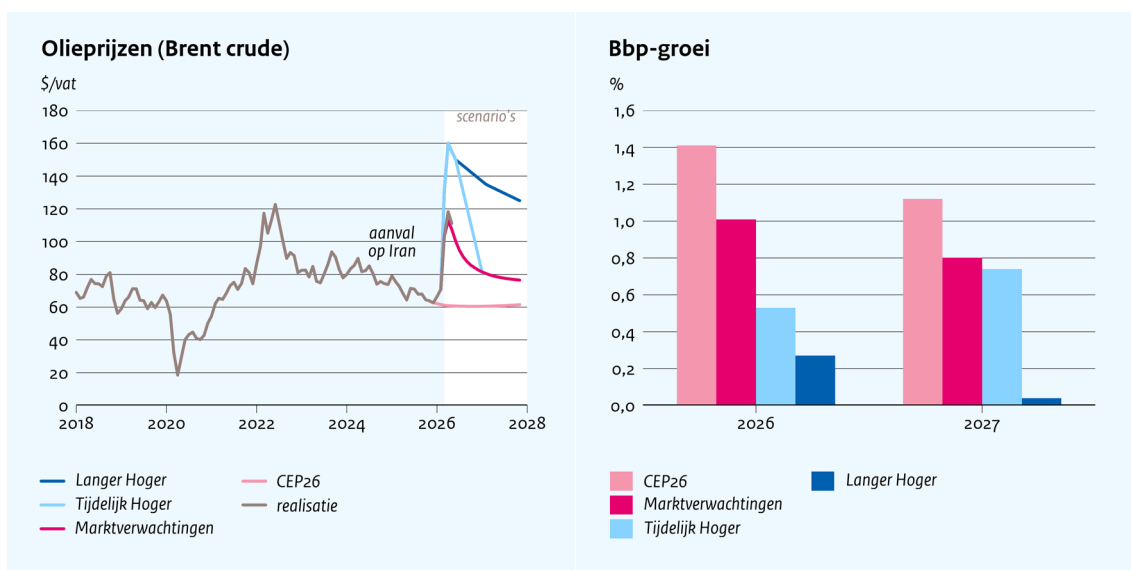 Olieprijzen (Brent crude)
$/vat
180
160
140
120
100
80
60
40
20
0
scenario's
aanval
op Iran
2018 2020 2022 2024 2026 2028
Langer Hoger
Tijdelijk Hoger
Marktverwachtingen
CEP26
realisatie
Bbp-groei
%
1,6
1,4
1,2
1,0
0,8
0,6
0,4
0,2
0,0
2026 2027
CEP26
Marktverwachtingen
Tijdelijk Hoger
Langer Hoger